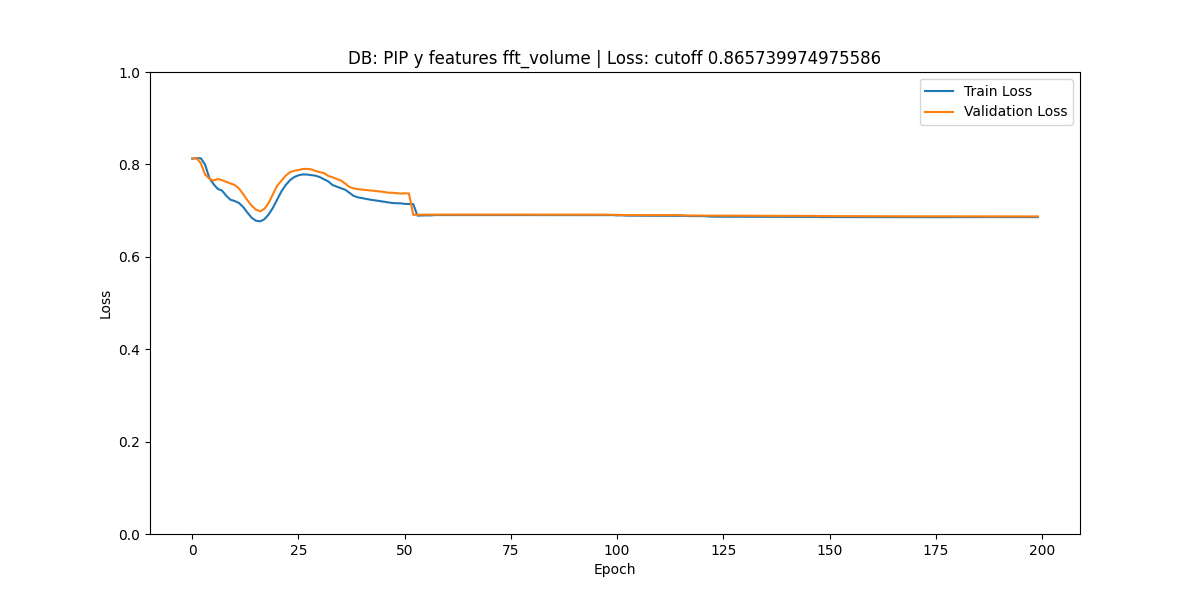 DB: PIP y features fft_volume | Loss: cutoff 0.865739974975586
Train Loss
Validation Loss
1.0
0.8
0.6
0.4
0.2
0.0
Loss
0 25 50 75 100 125 150 175 200
Epoch